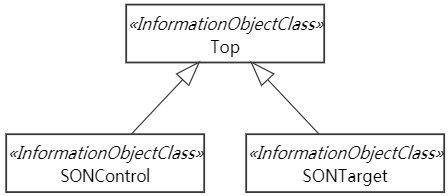 «InformationObjectClass»
Top
«InformationObjectClass»
SONControl
«InformationObjectClass»
SONTarget